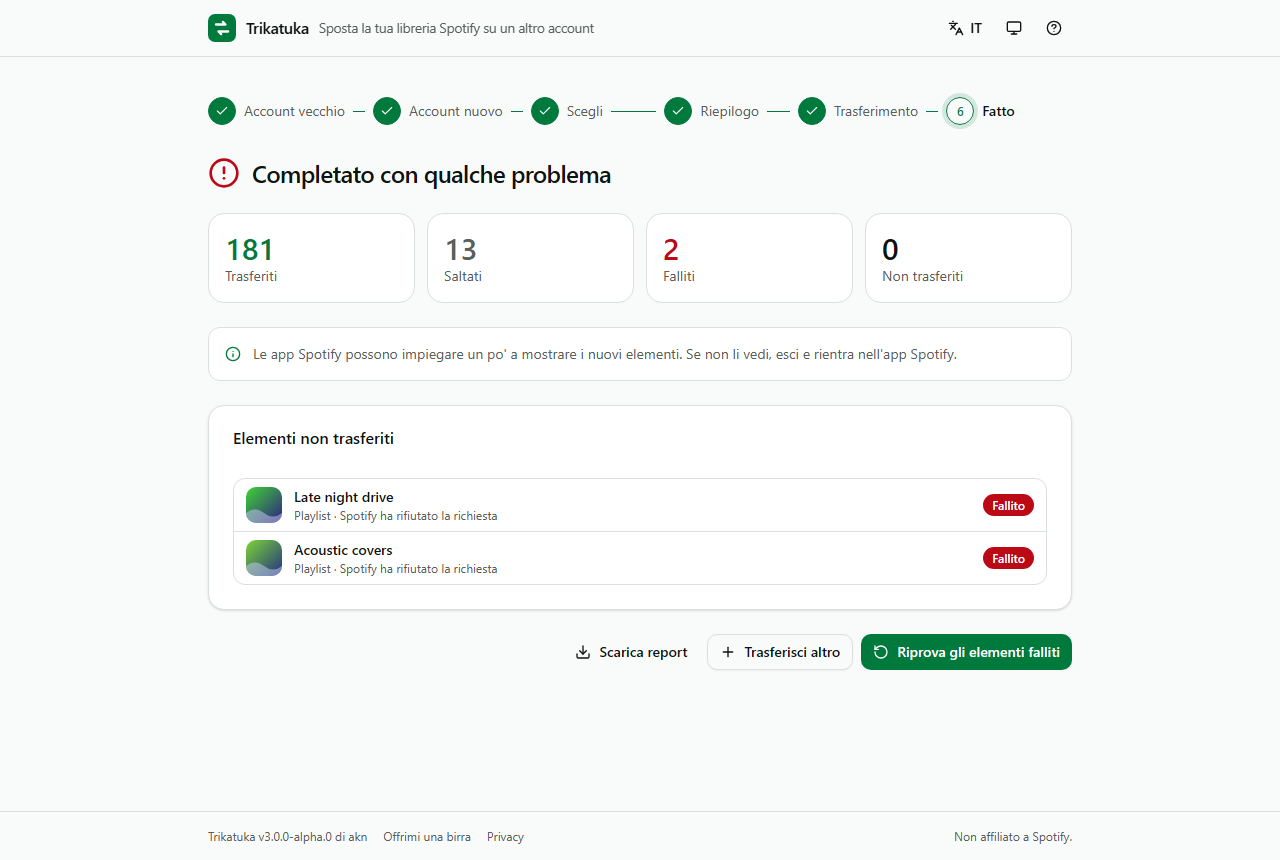 Trikatuka Sposta la tua libreria Spotify su un altro account IT
Account vecchio Account nuovo Scegli Riepilogo Trasferimento 6 Fatto
Completato con qualche problema
181 13 2 0
Trasferiti Saltati Falliti Non trasferiti
Le app Spotify possono impiegare un po' a mostrare i nuovi elementi. Se non li vedi, esci e rientra nell'app Spotify.
Elementi non trasferiti
Late night drive
Playlist · Spotify ha rifiutato la richiesta
Fallito
Acoustic covers
Playlist · Spotify ha rifiutato la richiesta
Fallito
Scarica report Trasferisci altro Riprova gli elementi falliti
Trikatuka v3.0.0-alpha.0 di akn Offrimi una birra Privacy Non affiliato a Spotify.